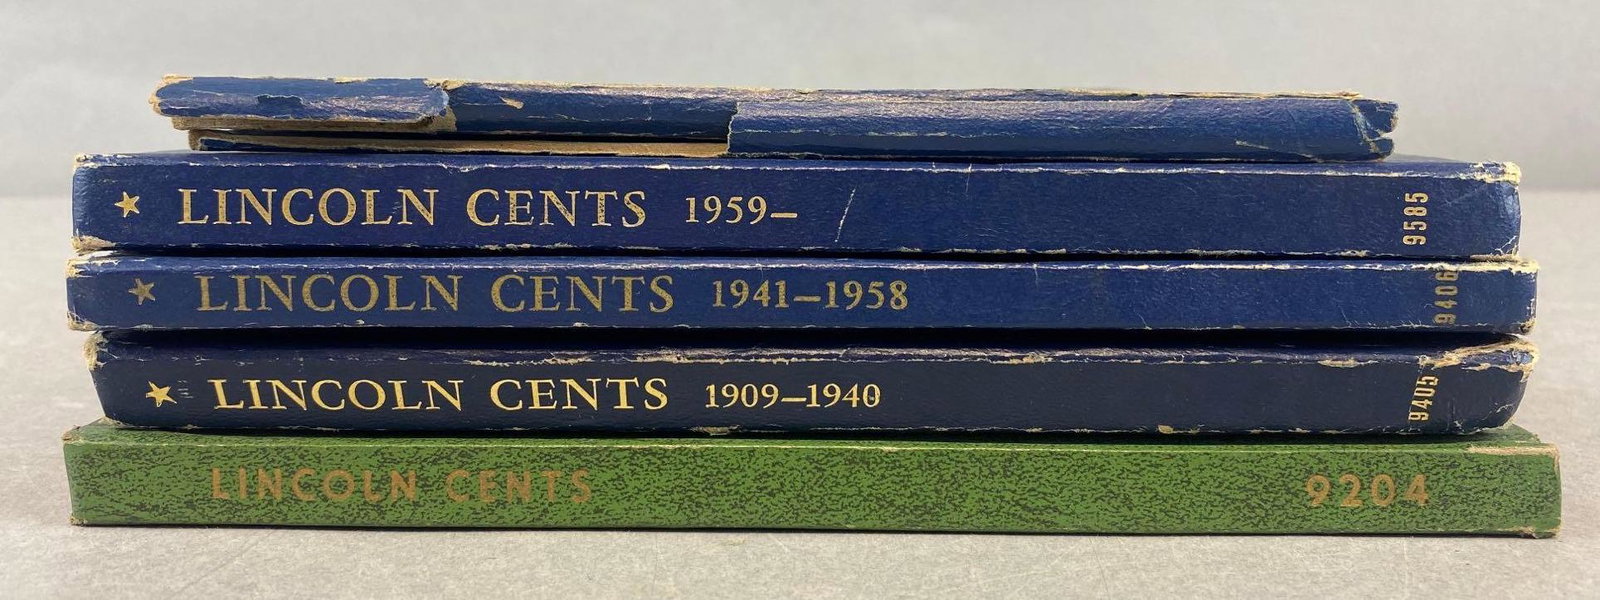 LINCOLN CENTS 1959– 9585
LINCOLN CENTS 1941–1958 9406
LINCOLN CENTS 1909–1940 9405
LINCOLN CENTS 9204